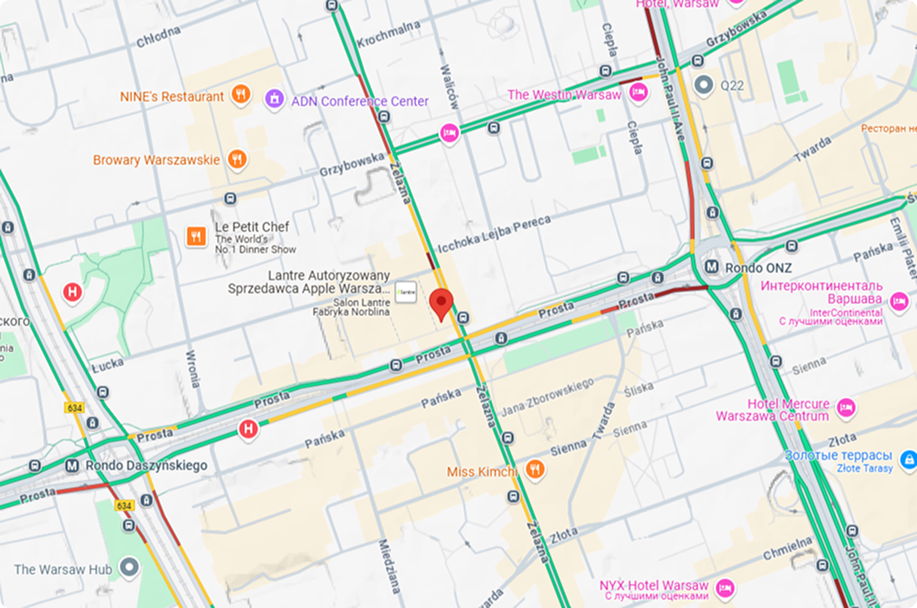 Hotel, Warsaw
Chłodna
Krochmalna
Ciepła
Grzybowska
Waliców
John Paul II Ave
Q22
NINE's Restaurant
ADN Conference Center
The Westin Warsaw
Ciepła
Ресторан не
Browary Warszawskie
Grzybowska
Żelazna
Twarda
Le Petit Chef
The World's
No.1 Dinner Show
Icchoka Lejba Pereca
Emilii Plater
Pańska
Lantre Autoryzowany
Sprzedawca Apple Warsza...
Salon Lantre
Fabryka Norblina
Lantre
Rondo ONZ
Интерконтиненталь
Варшава
InterContinental
С лучшими оценками
Prosta
Prosta
Pańska
ского
Łucka
Wronia
Prosta
Prosta
Prosta
Pańska
Pańska
Jana Żborowskiego
Śliska
Sienna
634
Żelazna
Twarda
Sienna
Sienna
Hotel Mercure
Warszawa Centrum
Złota
Золотые террасы
Złote Tarasy
Rondo Daszyńskiego
Miss Kimchi
Prosta
634
Żelazna
Złota
Miedziana
Chmielna
John Paul II
The Warsaw Hub
NYX Hotel Warsaw
С лучшими оценками